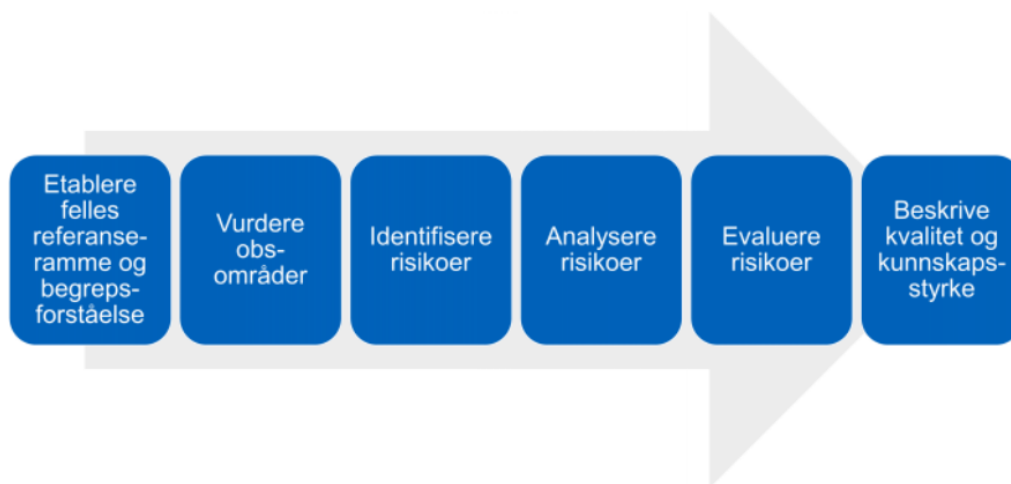 Etablere
felles
referanse-
ramme og
begreps-
forståelse
Vurdere
obs-
områder
Identifisere
risikoer
Analysere
risikoer
Evaluere
risikoer
Beskrive
kvalitet og
kunnskaps-
styrke